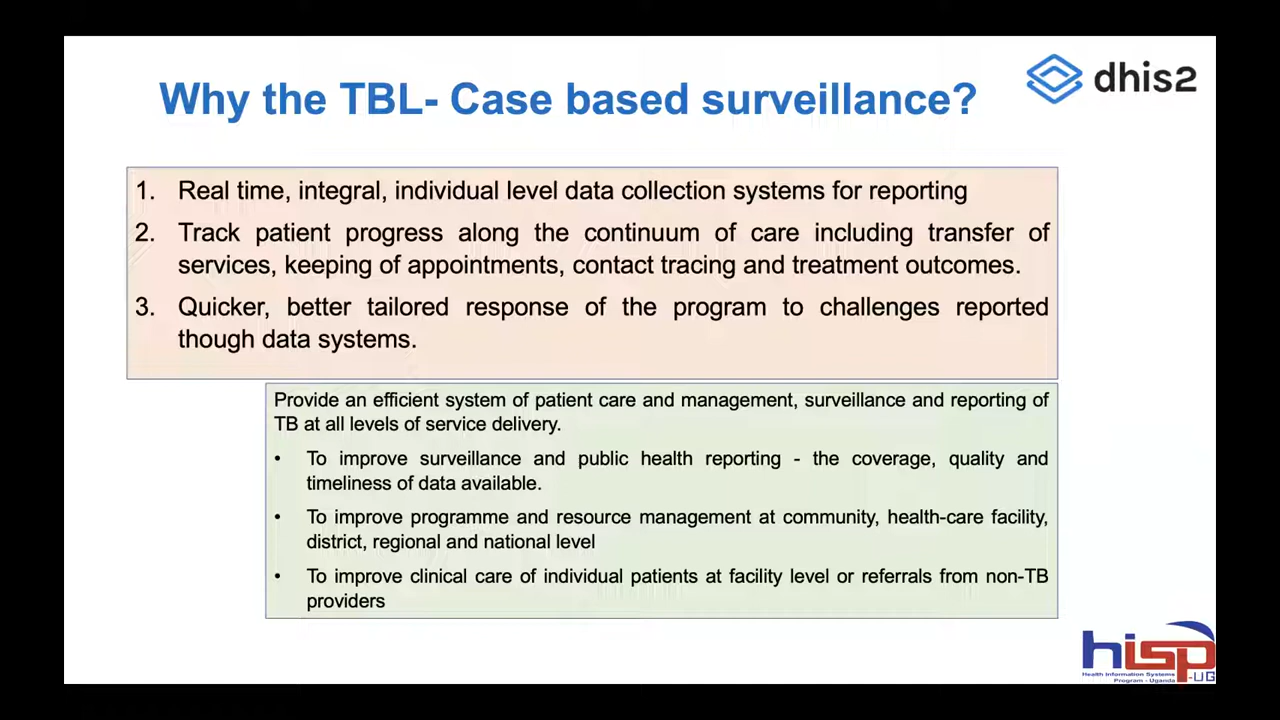 Why the TBL- Case based surveillance?
dhis2
1. Real time, integral, individual level data collection systems for reporting
2. Track patient progress along the continuum of care including transfer of
services, keeping of appointments, contact tracing and treatment outcomes.
3. Quicker, better tailored response of the program to challenges reported
though data systems.
Provide an efficient system of patient care and management, surveillance and reporting of
TB at all levels of service delivery.
• To improve surveillance and public health reporting - the coverage, quality and
timeliness of data available.
• To improve programme and resource management at community, health-care facility,
district, regional and national level
• To improve clinical care of individual patients at facility level or referrals from non-TB
providers
hisp
Health Information Systems
Program - Uganda
-UG